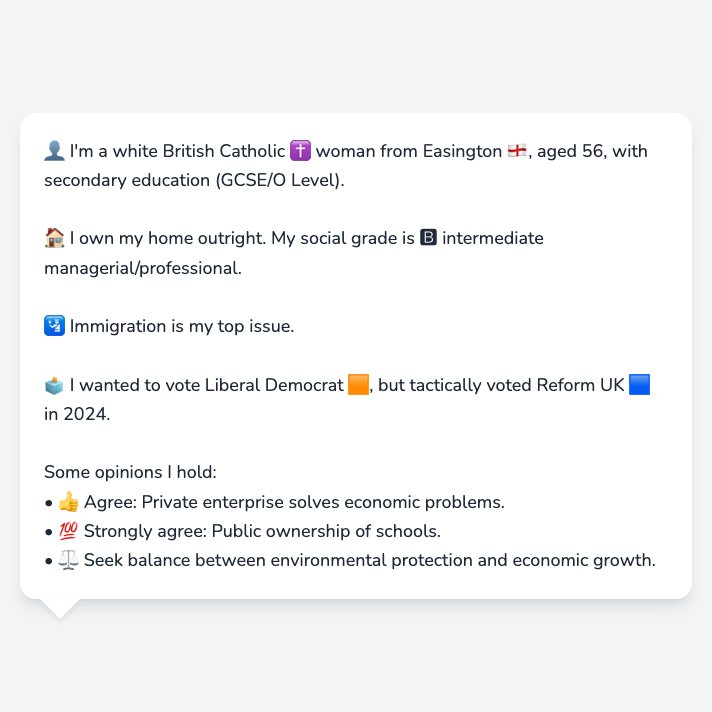 👤 I'm a white British Catholic ✝️ woman from Easington 🏴󠁧󠁢󠁥󠁮󠁧󠁿, aged 56, with
secondary education (GCSE/O Level).
🏠 I own my home outright. My social grade is 🅱 intermediate
managerial/professional.
🛂 Immigration is my top issue.
🗳️ I wanted to vote Liberal Democrat 🟧, but tactically voted Reform UK 🟦
in 2024.
Some opinions I hold:
• 👍 Agree: Private enterprise solves economic problems.
• 💯 Strongly agree: Public ownership of schools.
• ⚖️ Seek balance between environmental protection and economic growth.